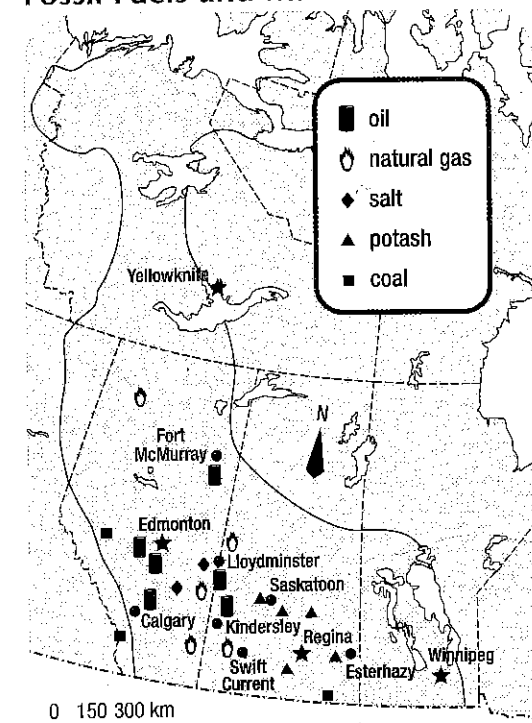 oil
natural gas
salt
potash
coal
Yellowknife
N
Fort
McMurray
Edmonton
Lloydminster
Saskatoon
Calgary
Kindersley
Regina
Winnipeg
Swift
Current
Esterhazy
0 150 300 km